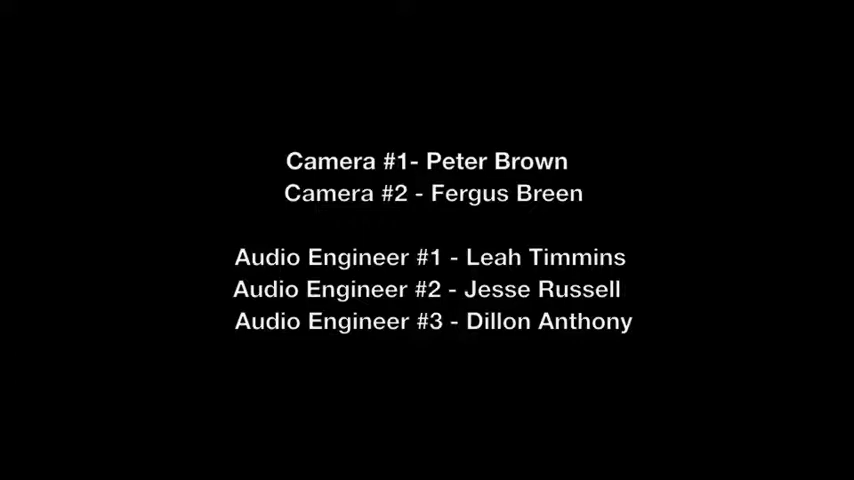 Camera #1- Peter Brown
Camera #2 - Fergus Breen
Audio Engineer #1 - Leah Timmins
Audio Engineer #2 - Jesse Russell
Audio Engineer #3 - Dillon Anthony